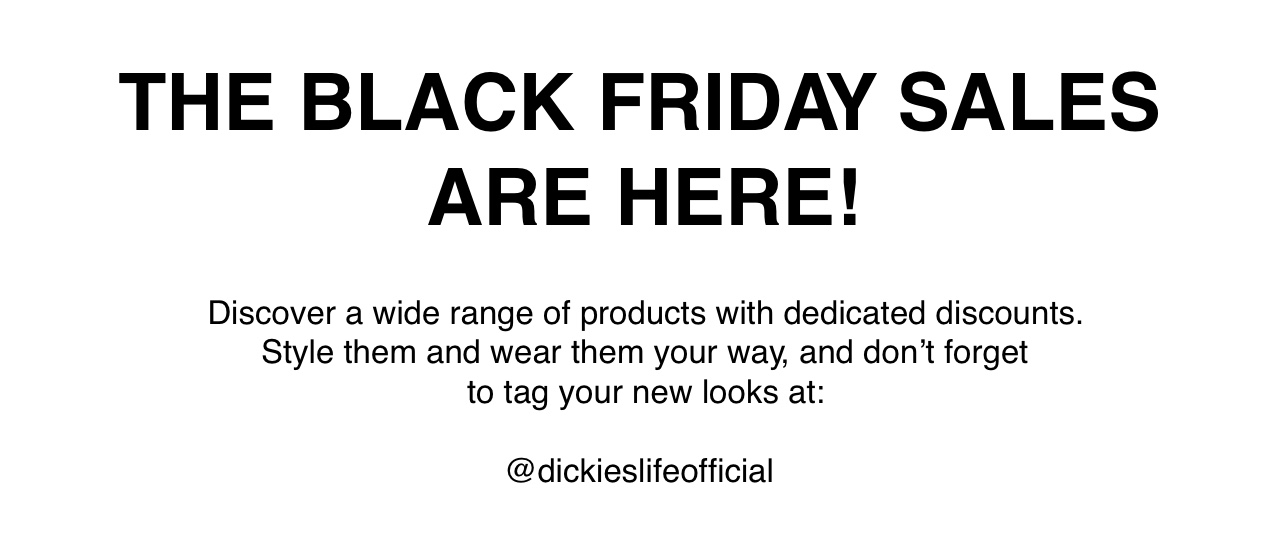 THE BLACK FRIDAY SALES
ARE HERE!
Discover a wide range of products with dedicated discounts.
Style them and wear them your way, and don’t forget
to tag your new looks at:
@dickieslifeofficial